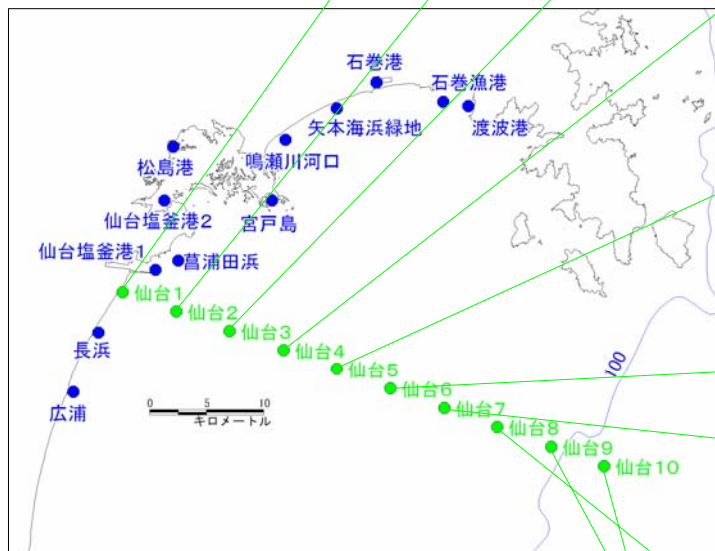 石巻港
石巻漁港
矢本海浜緑地
渡波港
鳴瀬川河口
松島港
仙台塩釜港2
宮戸島
仙台塩釜港1
菖浦田浜
仙台1
仙台2
仙台3
長浜
仙台4
仙台5
100
仙台6
広浦
0 5 10
キロメートル
仙台7
仙台8
仙台9
仙台10